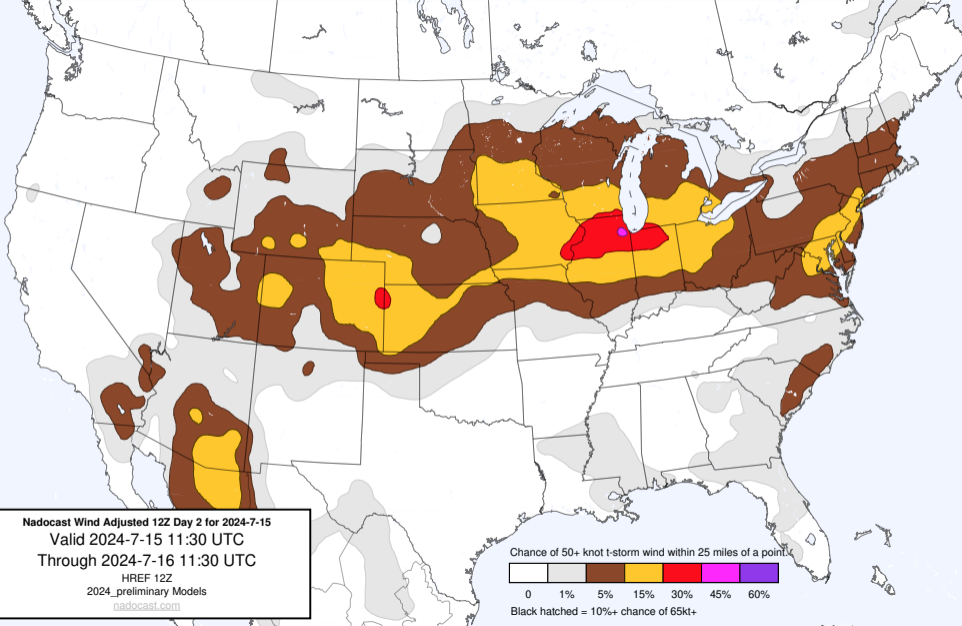 Nadocast Wind Adjusted 12Z Day 2 for 2024-7-15
Valid 2024-7-15 11:30 UTC
Through 2024-7-16 11:30 UTC
HREF 12Z
2024_preliminary Models
nadocast.com
Chance of 50+ knot t-storm wind within 25 miles of a point.
0 1% 5% 15% 30% 45% 60%
Black hatched = 10%+ chance of 65kt+